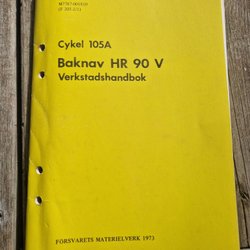 Cykel 105A
Baknav HR 90 V
Verkstadshandbok
FÖRSVARETS MATERIELVERK 1973